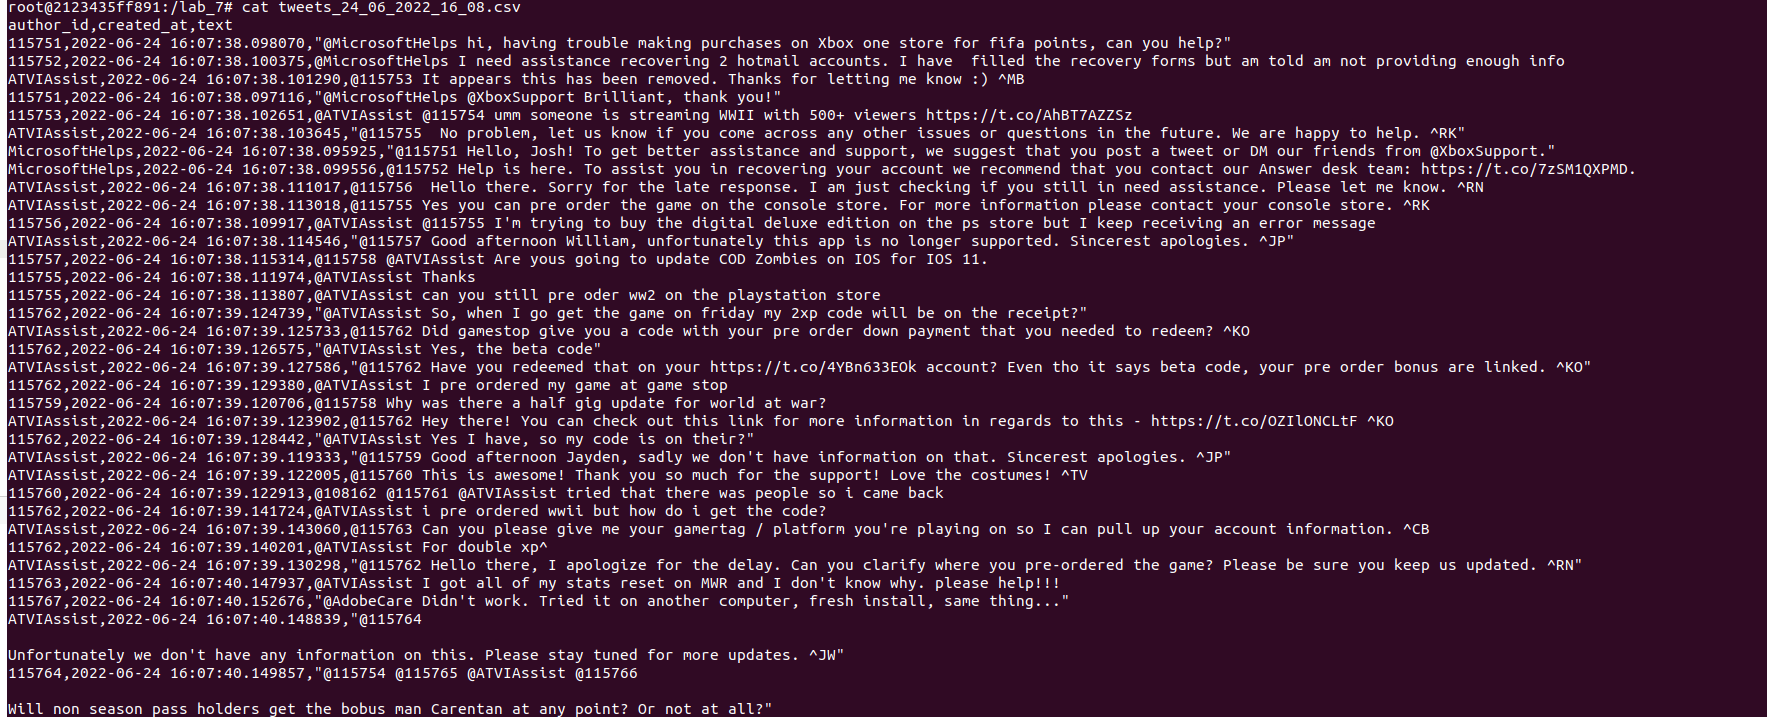 root@2123435ff891:/lab_7# cat tweets_24_06_2022_16_08.csv
author_id,created_at,text
115751,2022-06-24 16:07:38.098070,"@MicrosoftHelps hi, having trouble making purchases on Xbox one store for fifa points, can you help?"
115752,2022-06-24 16:07:38.100375,@MicrosoftHelps I need assistance recovering 2 hotmail accounts. I have  filled the recovery forms but am told am not providing enough info
ATVIAssist,2022-06-24 16:07:38.101290,@115753 It appears this has been removed. Thanks for letting me know :) ^MB
115751,2022-06-24 16:07:38.097116,"@MicrosoftHelps @XboxSupport Brilliant, thank you!"
115753,2022-06-24 16:07:38.102651,@ATVIAssist @115754 umm someone is streaming WWII with 500+ viewers https://t.co/AhBT7AZZSz
ATVIAssist,2022-06-24 16:07:38.103645,"@115755  No problem, let us know if you come across any other issues or questions in the future. We are happy to help. ^RK"
MicrosoftHelps,2022-06-24 16:07:38.095925,"@115751 Hello, Josh! To get better assistance and support, we suggest that you post a tweet or DM our friends from @XboxSupport."
MicrosoftHelps,2022-06-24 16:07:38.099556,@115752 Help is here. To assist you in recovering your account we recommend that you contact our Answer desk team: https://t.co/7zSM1QXPMD.
ATVIAssist,2022-06-24 16:07:38.111017,@115756  Hello there. Sorry for the late response. I am just checking if you still in need assistance. Please let me know. ^RN
ATVIAssist,2022-06-24 16:07:38.113018,@115755 Yes you can pre order the game on the console store. For more information please contact your console store. ^RK
115756,2022-06-24 16:07:38.109917,@ATVIAssist @115755 I'm trying to buy the digital deluxe edition on the ps store but I keep receiving an error message
ATVIAssist,2022-06-24 16:07:38.114546,"@115757 Good afternoon William, unfortunately this app is no longer supported. Sincerest apologies. ^JP"
115757,2022-06-24 16:07:38.115314,@115758 @ATVIAssist Are yous going to update COD Zombies on IOS for IOS 11.
115755,2022-06-24 16:07:38.111974,@ATVIAssist Thanks
115755,2022-06-24 16:07:38.113807,@ATVIAssist can you still pre oder ww2 on the playstation store
115762,2022-06-24 16:07:39.124739,"@ATVIAssist So, when I go get the game on friday my 2xp code will be on the receipt?"
ATVIAssist,2022-06-24 16:07:39.125733,@115762 Did gamestop give you a code with your pre order down payment that you needed to redeem? ^KO
115762,2022-06-24 16:07:39.126575,"@ATVIAssist Yes, the beta code"
ATVIAssist,2022-06-24 16:07:39.127586,"@115762 Have you redeemed that on your https://t.co/4YBn633EOk account? Even tho it says beta code, your pre order bonus are linked. ^KO"
115762,2022-06-24 16:07:39.129380,@ATVIAssist I pre ordered my game at game stop
115759,2022-06-24 16:07:39.120706,@115758 Why was there a half gig update for world at war?
ATVIAssist,2022-06-24 16:07:39.123902,@115762 Hey there! You can check out this link for more information in regards to this - https://t.co/OZIlONCLtF ^KO
115762,2022-06-24 16:07:39.128442,"@ATVIAssist Yes I have, so my code is on their?"
ATVIAssist,2022-06-24 16:07:39.119333,"@115759 Good afternoon Jayden, sadly we don't have information on that. Sincerest apologies. ^JP"
ATVIAssist,2022-06-24 16:07:39.122005,@115760 This is awesome! Thank you so much for the support! Love the costumes! ^TV
115760,2022-06-24 16:07:39.122913,@108162 @115761 @ATVIAssist tried that there was people so i came back
115762,2022-06-24 16:07:39.141724,@ATVIAssist i pre ordered wwii but how do i get the code?
ATVIAssist,2022-06-24 16:07:39.143060,@115763 Can you please give me your gamertag / platform you're playing on so I can pull up your account information. ^CB
115762,2022-06-24 16:07:39.140201,@ATVIAssist For double xp^
ATVIAssist,2022-06-24 16:07:39.130298,"@115762 Hello there, I apologize for the delay. Can you clarify where you pre-ordered the game? Please be sure you keep us updated. ^RN"
115763,2022-06-24 16:07:40.147937,@ATVIAssist I got all of my stats reset on MWR and I don't know why. please help!!!
115767,2022-06-24 16:07:40.152676,"@AdobeCare Didn't work. Tried it on another computer, fresh install, same thing..."
ATVIAssist,2022-06-24 16:07:40.148839,"@115764
Unfortunately we don't have any information on this. Please stay tuned for more updates. ^JW"
115764,2022-06-24 16:07:40.149857,"@115754 @115765 @ATVIAssist @115766
Will non season pass holders get the bobus man Carentan at any point? Or not at all?"